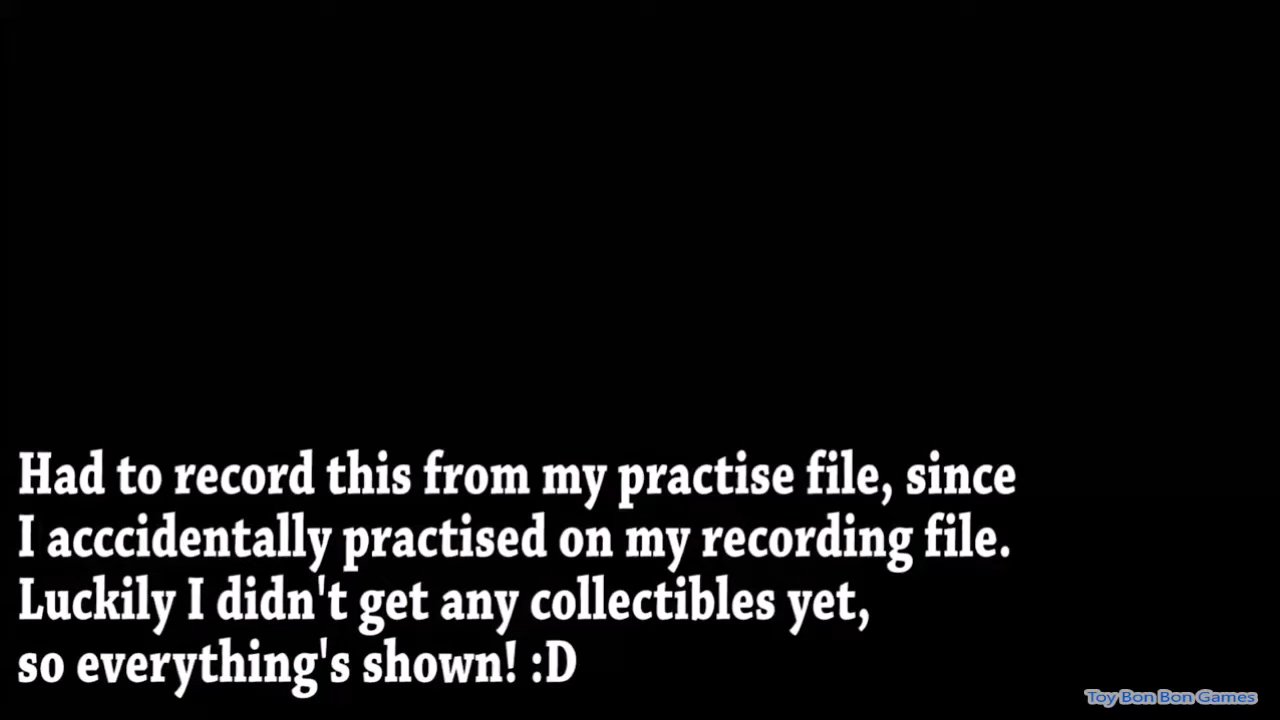 Had to record this from my practise file, since
I acccidentally practised on my recording file.
Luckily I didn't get any collectibles yet,
so everything's shown! :D
Toy Bon Bon Games